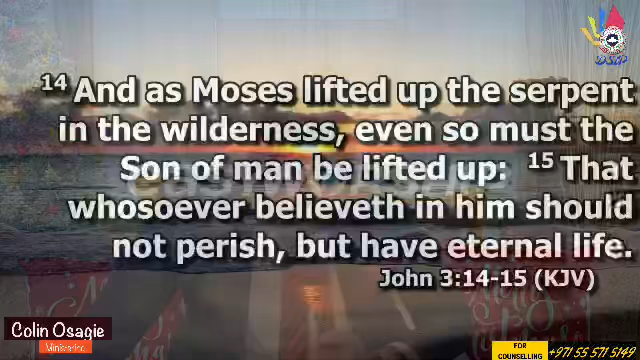 14 And as Moses lifted up the serpent
in the wilderness, even so must the
Son of man be lifted up: 15 That
whosoever believeth in him should
not perish, but have eternal life.
John 3:14-15 (KJV)
DSP
Colin Osagie
Ministering
FOR
COUNSELLING
+971 55 571 5149